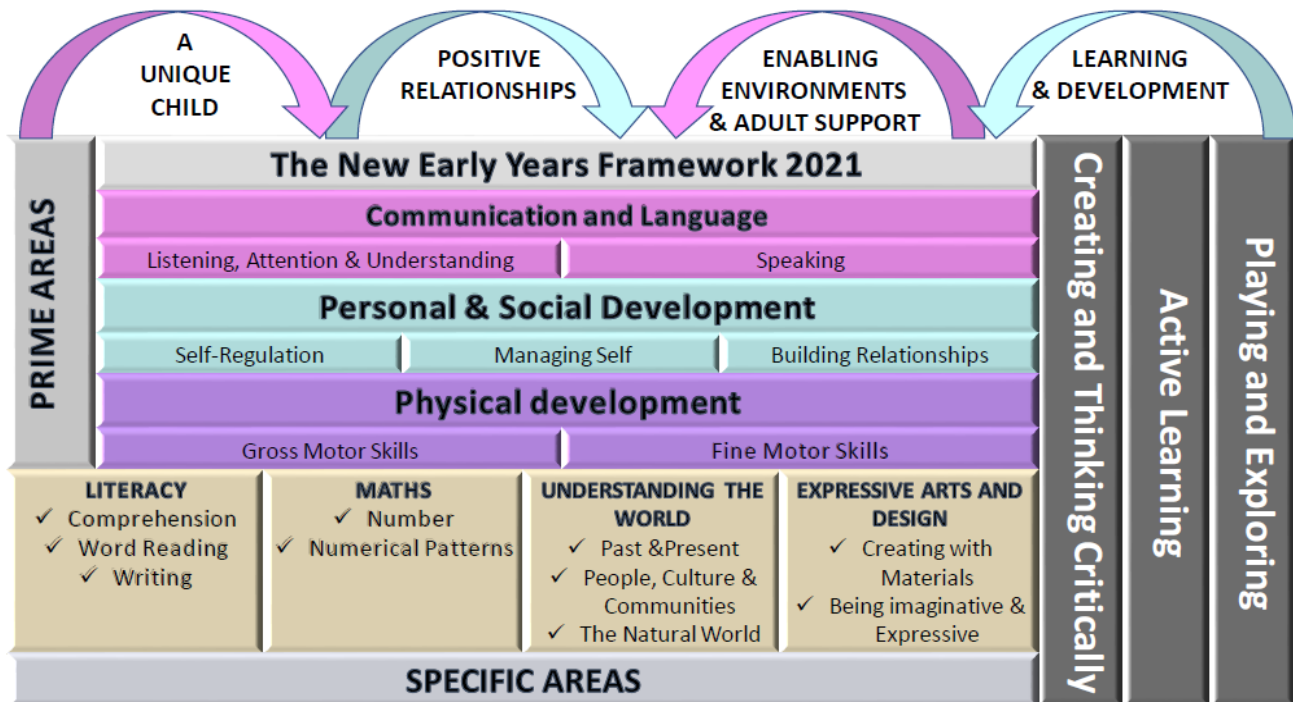 A
UNIQUE
CHILD
POSITIVE
RELATIONSHIPS
ENABLING
ENVIRONMENTS
& ADULT SUPPORT
LEARNING
& DEVELOPMENT
PRIME AREAS
The New Early Years Framework 2021
Communication and Language
Listening, Attention & Understanding
Speaking
Personal & Social Development
Self-Regulation
Managing Self
Building Relationships
Physical development
Gross Motor Skills
Fine Motor Skills
LITERACY
✓ Comprehension
✓ Word Reading
✓ Writing
MATHS
✓ Number
✓ Numerical Patterns
UNDERSTANDING THE
WORLD
✓ Past &Present
✓ People, Culture &
Communities
✓ The Natural World
EXPRESSIVE ARTS AND
DESIGN
✓ Creating with
Materials
✓ Being imaginative &
Expressive
SPECIFIC AREAS
Creating and Thinking Critically
Active Learning
Playing and Exploring